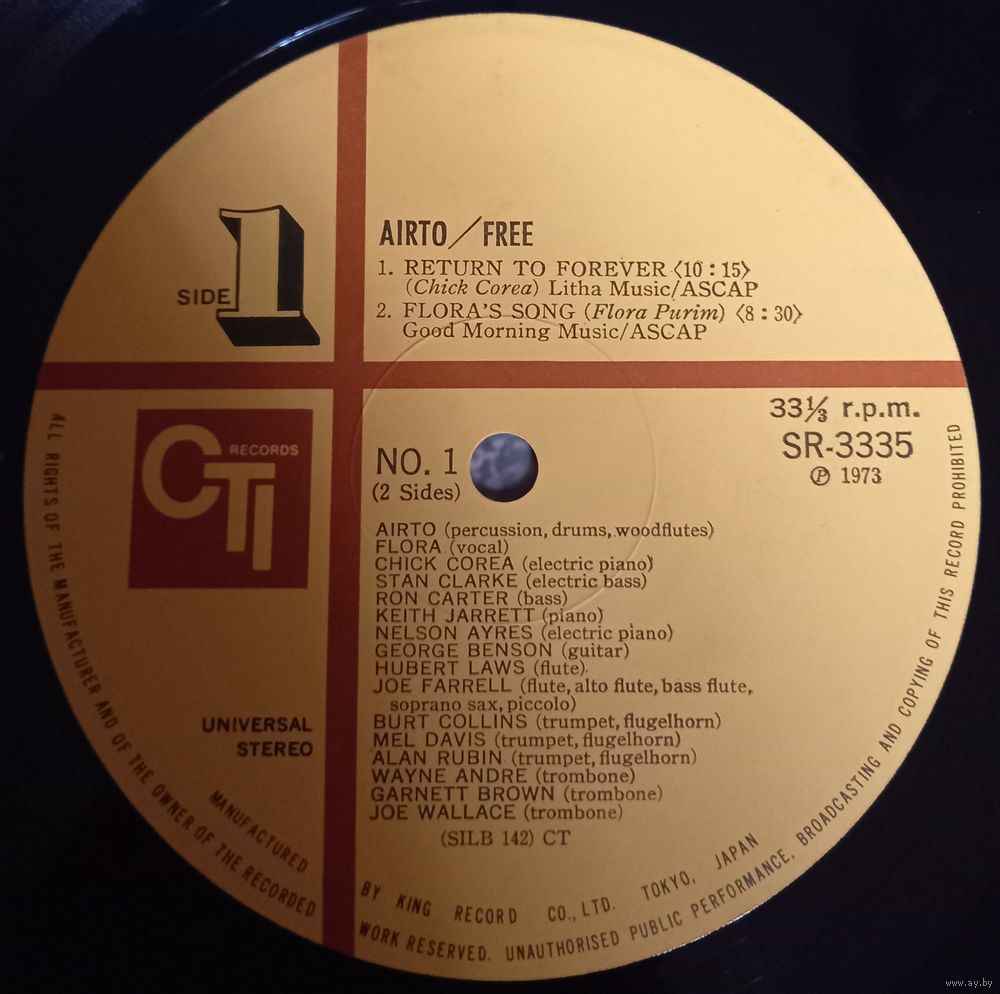 SIDE 1
AIRTO/FREE
1. RETURN TO FOREVER ⟨10:15⟩
(Chick Corea) Litha Music/ASCAP
2. FLORA'S SONG (Flora Purim) ⟨8:30⟩
Good Morning Music/ASCAP
CTI RECORDS
33⅓ r.p.m.
SR-3335
Ⓟ 1973
NO. 1
(2 Sides)
AIRTO (percussion, drums, woodflutes)
FLORA (vocal)
CHICK COREA (electric piano)
STAN CLARKE (electric bass)
RON CARTER (bass)
KEITH JARRETT (piano)
NELSON AYRES (electric piano)
GEORGE BENSON (guitar)
HUBERT LAWS (flute)
JOE FARRELL (flute, alto flute, bass flute,
soprano sax, piccolo)
BURT COLLINS (trumpet, flugelhorn)
MEL DAVIS (trumpet, flugelhorn)
ALAN RUBIN (trumpet, flugelhorn)
WAYNE ANDRE (trombone)
GARNETT BROWN (trombone)
JOE WALLACE (trombone)
(SILB 142) CT
UNIVERSAL
STEREO
MANUFACTURED BY KING RECORD CO., LTD. TOKYO, JAPAN
ALL RIGHTS OF THE MANUFACTURER AND OF THE OWNER OF THE RECORDED WORK RESERVED. UNAUTHORISED PUBLIC PERFORMANCE, BROADCASTING AND COPYING OF THIS RECORD PROHIBITED
www.ay.by